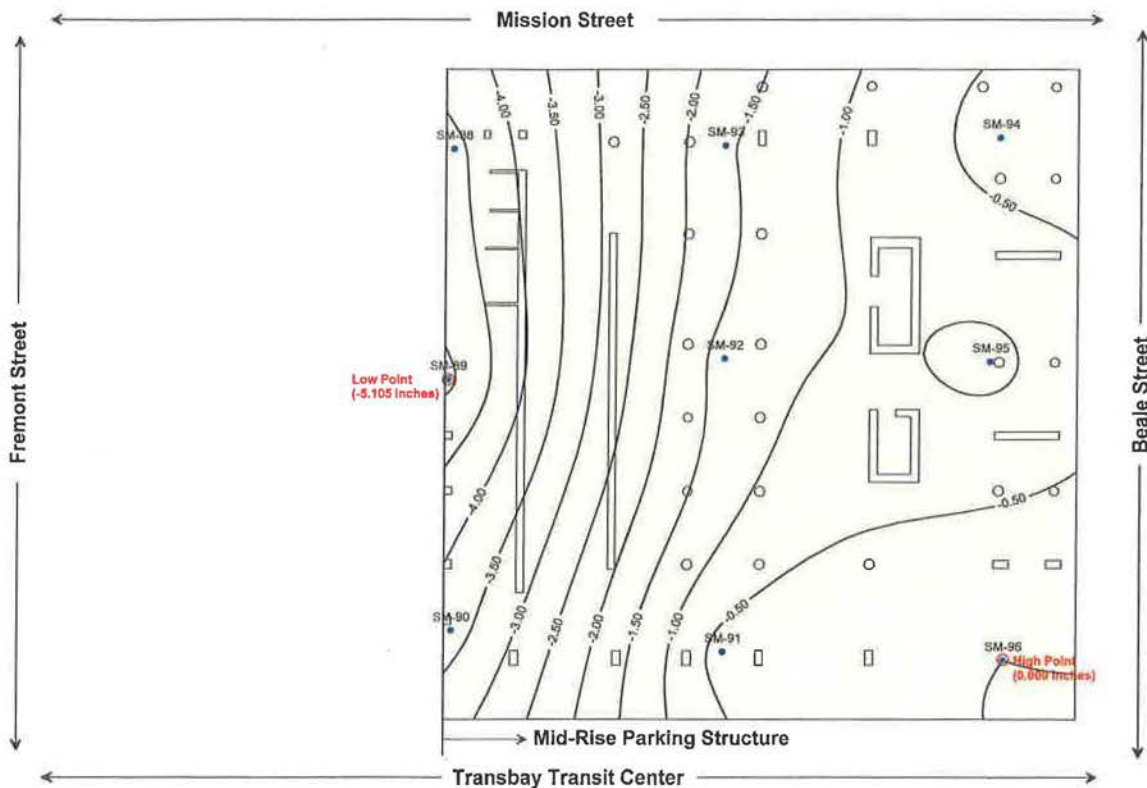 Mission Street
Fremont Street
Beale Street
-4.00
-3.50
-3.00
-2.50
-2.00
-1.50
-1.00
SM-88
SM-93
SM-94
-0.50
SM-92
SM-95
SM-89
Low Point
(-5.105 inches)
-4.00
-0.50
-3.50
-0.50
SM-90
-3.00
-2.50
-2.00
-1.50
-1.00
SM-91
SM-96
High Point
(0.000 inches)
Mid-Rise Parking Structure
Transbay Transit Center